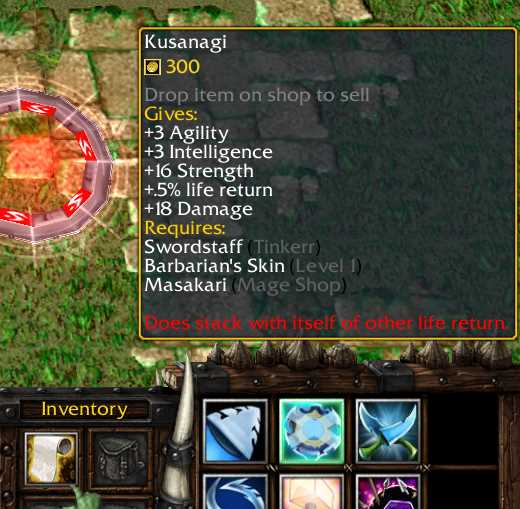 Kusanagi
300
Drop item on shop to sell
Gives:
+3 Agility
+3 Intelligence
+16 Strength
+.5% life return
+18 Damage
Requires:
Swordstaff (Tinkerr)
Barbarian's Skin (Level 1)
Masakari (Mage Shop)
Does stack with itself of other life return.
Inventory